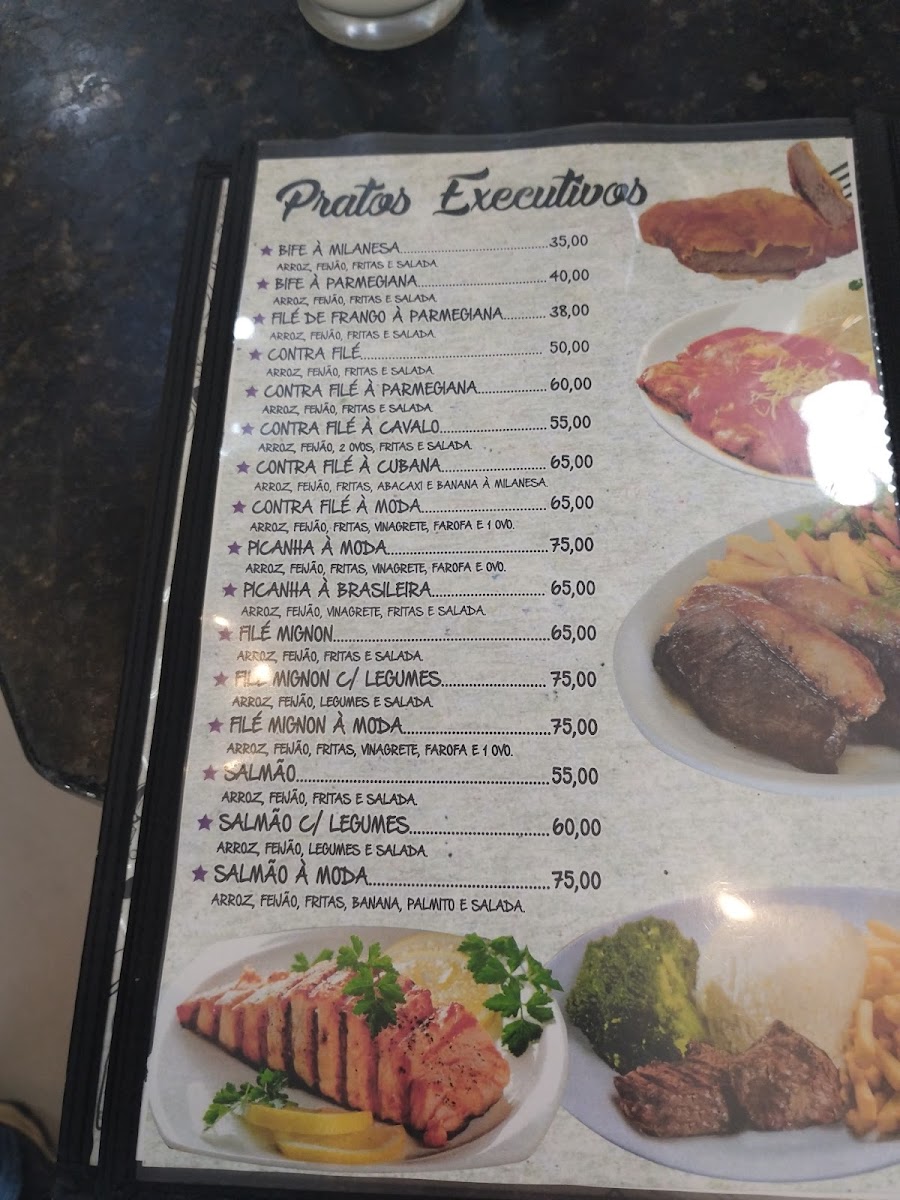 Pratos Executivos
BIFE À MILANESA 35,00
ARROZ, FEIJÃO, FRITAS E SALADA.
BIFE À PARMEGIANA 40,00
ARROZ, FEIJÃO, FRITAS E SALADA.
FILÉ DE FRANGO À PARMEGIANA 38,00
ARROZ, FEIJÃO, FRITAS E SALADA.
CONTRA FILÉ 50,00
ARROZ, FEIJÃO, FRITAS E SALADA.
CONTRA FILÉ À PARMEGIANA 60,00
ARROZ, FEIJÃO, FRITAS E SALADA.
CONTRA FILÉ À CAVALO 55,00
ARROZ, FEIJÃO, 2 OVOS, FRITAS E SALADA.
CONTRA FILÉ À CUBANA 65,00
ARROZ, FEIJÃO, FRITAS, ABACAXI E BANANA À MILANESA.
CONTRA FILÉ À MODA 65,00
ARROZ, FEIJÃO, FRITAS, VINAGRETE, FAROFA E 1 OVO.
PICANHA À MODA 75,00
ARROZ, FEIJÃO, FRITAS, VINAGRETE, FAROFA E OVO.
PICANHA À BRASILEIRA 65,00
ARROZ, FEIJÃO, VINAGRETE, FRITAS E SALADA.
FILÉ MIGNON 65,00
ARROZ, FEIJÃO, FRITAS E SALADA.
FILÉ MIGNON C/ LEGUMES 75,00
ARROZ, FEIJÃO, LEGUMES E SALADA.
FILÉ MIGNON À MODA 75,00
ARROZ, FEIJÃO, FRITAS, VINAGRETE, FAROFA E 1 OVO.
SALMÃO 55,00
ARROZ, FEIJÃO, FRITAS E SALADA.
SALMÃO C/ LEGUMES 60,00
ARROZ, FEIJÃO, LEGUMES E SALADA.
SALMÃO À MODA 75,00
ARROZ, FEIJÃO, FRITAS, BANANA, PALMITO E SALADA.